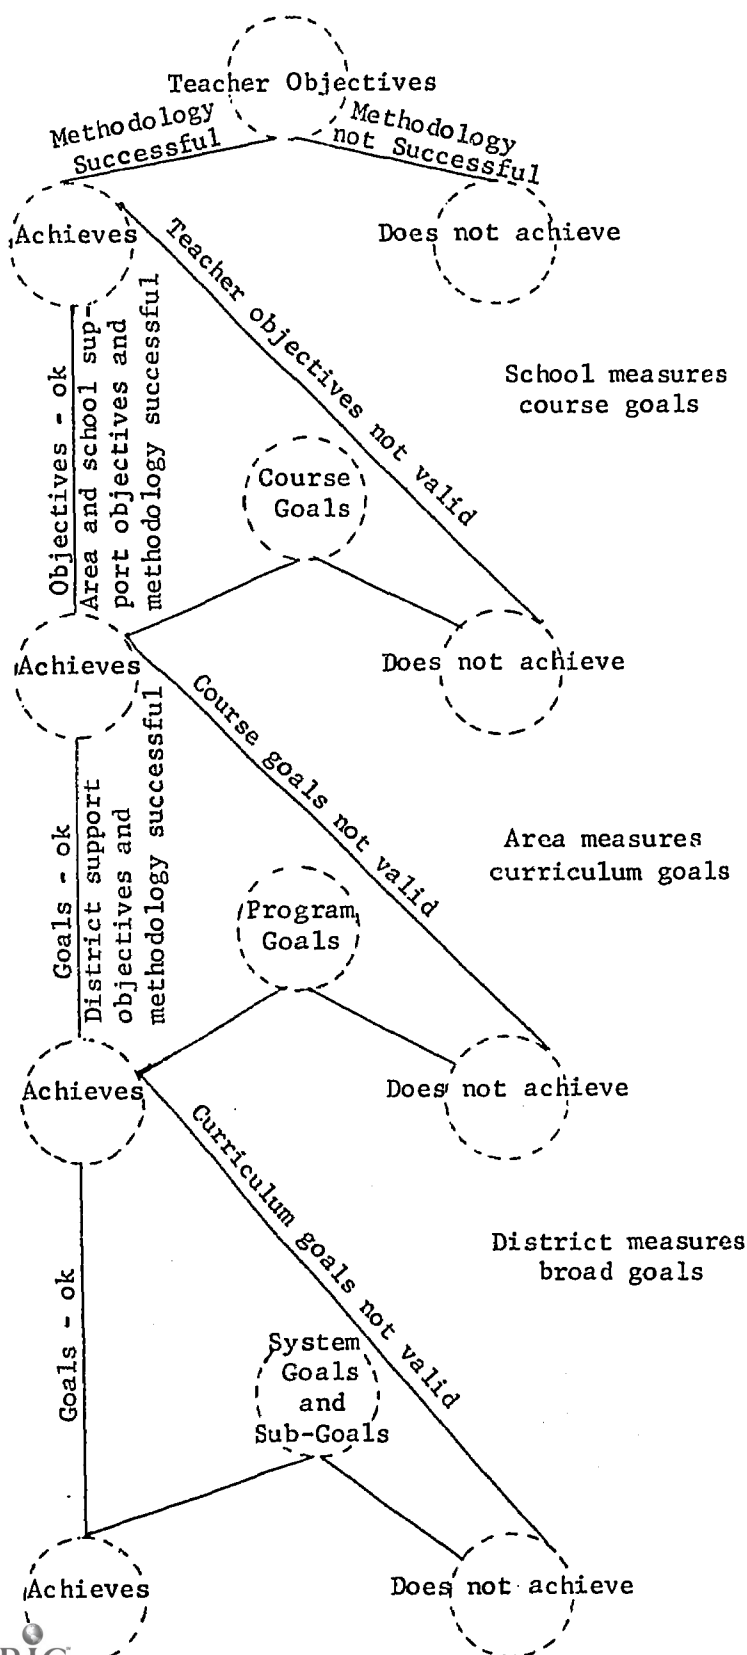 Teacher Objectives
Methodology
Successful
Methodology
not Successful
Achieves
Does not achieve
Teacher objectives not valid
Objectives - ok
Area and school sup-
port objectives and
methodology successful
School measures
course goals
Course
Goals
Achieves
Does not achieve
Course goals not valid
Goals - ok
District support
objectives and
methodology successful
Area measures
curriculum goals
Program
Goals
Achieves
Does not achieve
Curriculum goals not valid
Goals - ok
District measures
broad goals
System
Goals
and
Sub-Goals
Achieves
Does not achieve